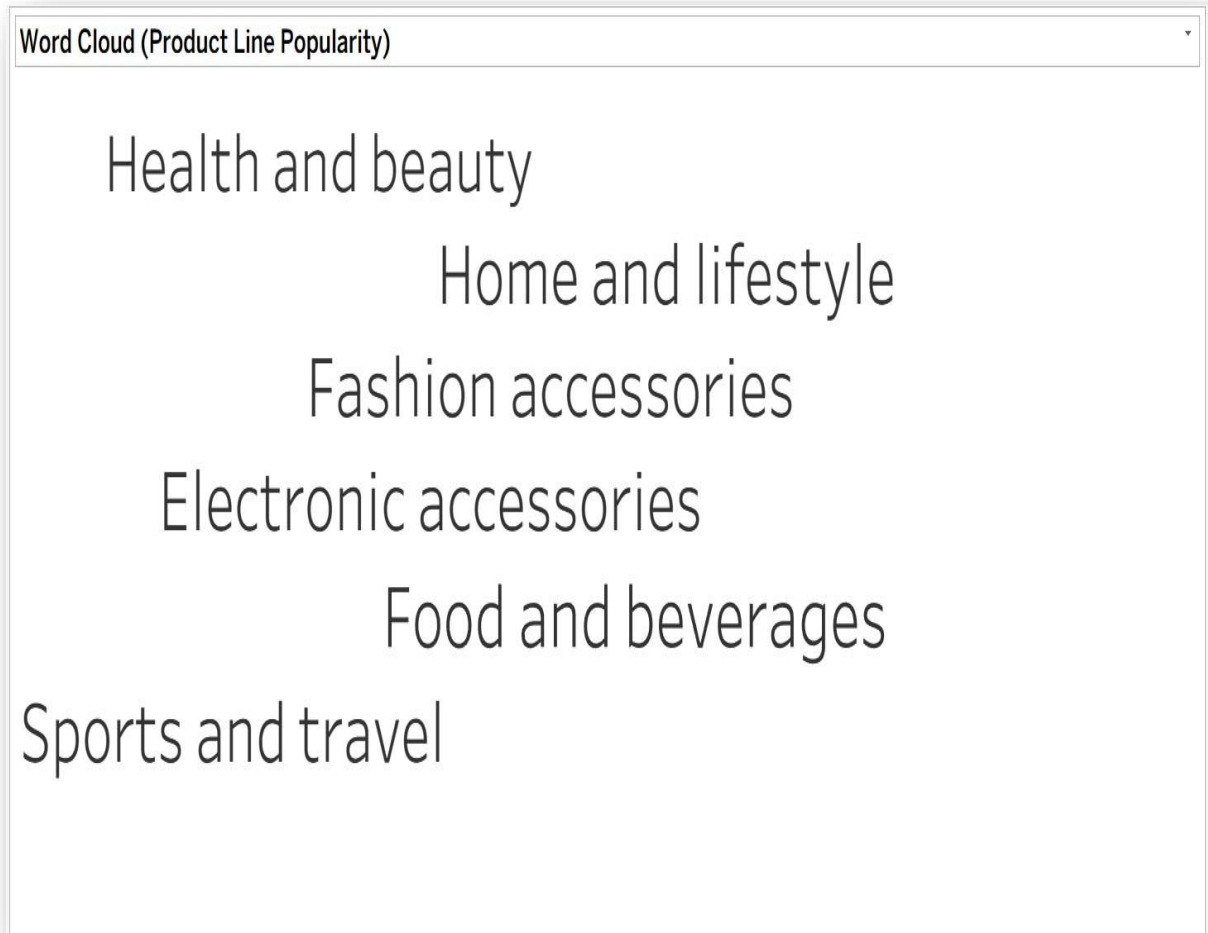 Word Cloud (Product Line Popularity)
Health and beauty
Home and lifestyle
Fashion accessories
Electronic accessories
Food and beverages
Sports and travel